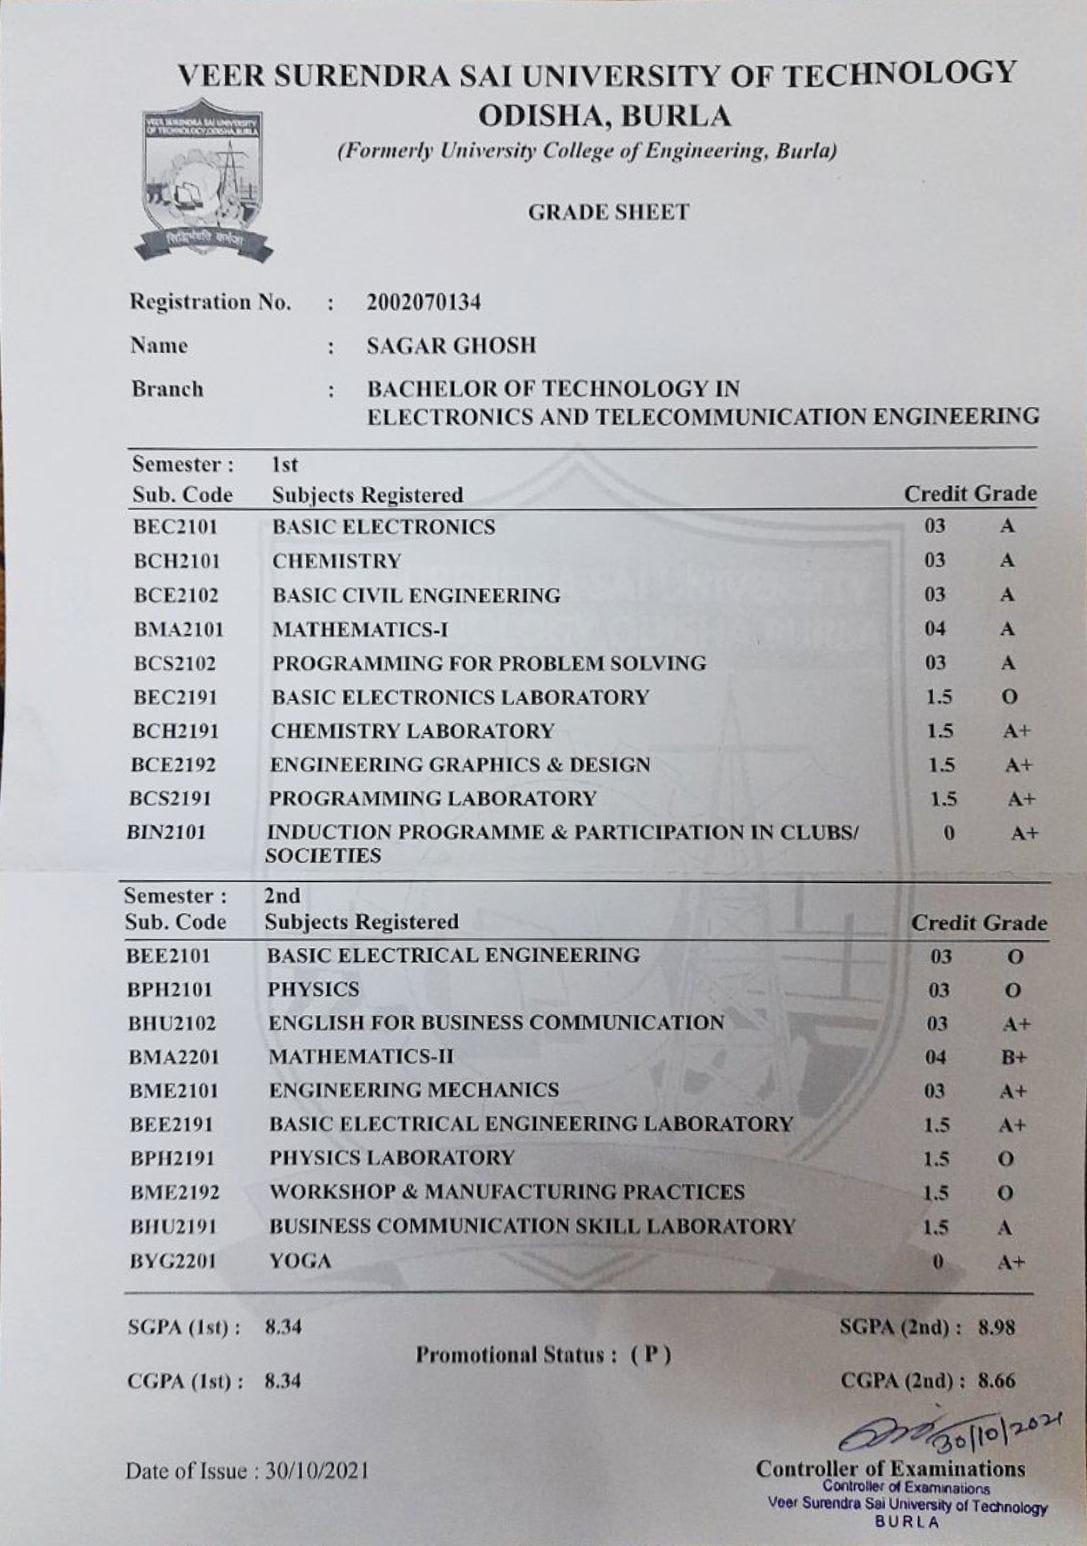 VEER SURENDRA SAI UNIVERSITY OF TECHNOLOGY
ODISHA, BURLA
(Formerly University College of Engineering, Burla)
VEER SURENDRA SAI UNIVERSITY
OF TECHNOLOGY,ODISHA,BURLA
GRADE SHEET
Registration No. : 2002070134
Name : SAGAR GHOSH
Branch : BACHELOR OF TECHNOLOGY IN
ELECTRONICS AND TELECOMMUNICATION ENGINEERING
Semester : 1st
Sub. Code Subjects Registered Credit Grade
BEC2101 BASIC ELECTRONICS 03 A
BCH2101 CHEMISTRY 03 A
BCE2102 BASIC CIVIL ENGINEERING 03 A
BMA2101 MATHEMATICS-I 04 A
BCS2102 PROGRAMMING FOR PROBLEM SOLVING 03 A
BEC2191 BASIC ELECTRONICS LABORATORY 1.5 O
BCH2191 CHEMISTRY LABORATORY 1.5 A+
BCE2192 ENGINEERING GRAPHICS & DESIGN 1.5 A+
BCS2191 PROGRAMMING LABORATORY 1.5 A+
BIN2101 INDUCTION PROGRAMME & PARTICIPATION IN CLUBS/ 0 A+
SOCIETIES
Semester : 2nd
Sub. Code Subjects Registered Credit Grade
BEE2101 BASIC ELECTRICAL ENGINEERING 03 O
BPH2101 PHYSICS 03 O
BHU2102 ENGLISH FOR BUSINESS COMMUNICATION 03 A+
BMA2201 MATHEMATICS-II 04 B+
BME2101 ENGINEERING MECHANICS 03 A+
BEE2191 BASIC ELECTRICAL ENGINEERING LABORATORY 1.5 A+
BPH2191 PHYSICS LABORATORY 1.5 O
BME2192 WORKSHOP & MANUFACTURING PRACTICES 1.5 O
BHU2191 BUSINESS COMMUNICATION SKILL LABORATORY 1.5 A
BYG2201 YOGA 0 A+
SGPA (1st) : 8.34 SGPA (2nd) : 8.98
Promotional Status : ( P )
CGPA (1st) : 8.34 CGPA (2nd) : 8.66
30/10/2021
Date of Issue : 30/10/2021 Controller of Examinations
Controller of Examinations
Veer Surendra Sai University of Technology
BURLA